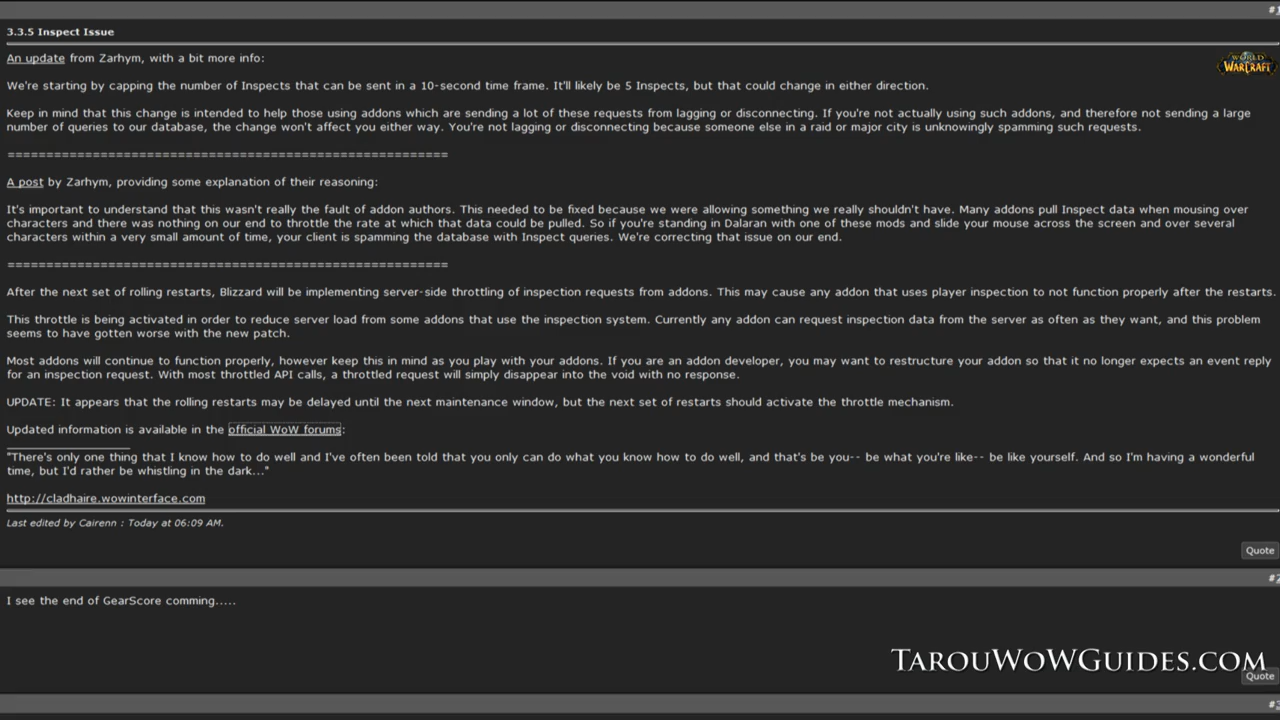 #1
3.3.5 Inspect Issue
An update from Zarhym, with a bit more info:
WORLD
WARCRAFT
We're starting by capping the number of Inspects that can be sent in a 10-second time frame. It'll likely be 5 Inspects, but that could change in either direction.
Keep in mind that this change is intended to help those using addons which are sending a lot of these requests from lagging or disconnecting. If you're not actually using such addons, and therefore not sending a large
number of queries to our database, the change won't affect you either way. You're not lagging or disconnecting because someone else in a raid or major city is unknowingly spamming such requests.
=========================================================
A post by Zarhym, providing some explanation of their reasoning:
It's important to understand that this wasn't really the fault of addon authors. This needed to be fixed because we were allowing something we really shouldn't have. Many addons pull Inspect data when mousing over
characters and there was nothing on our end to throttle the rate at which that data could be pulled. So if you're standing in Dalaran with one of these mods and slide your mouse across the screen and over several
characters within a very small amount of time, your client is spamming the database with Inspect queries. We're correcting that issue on our end.
=========================================================
After the next set of rolling restarts, Blizzard will be implementing server-side throttling of inspection requests from addons. This may cause any addon that uses player inspection to not function properly after the restarts.
This throttle is being activated in order to reduce server load from some addons that use the inspection system. Currently any addon can request inspection data from the server as often as they want, and this problem
seems to have gotten worse with the new patch.
Most addons will continue to function properly, however keep this in mind as you play with your addons. If you are an addon developer, you may want to restructure your addon so that it no longer expects an event reply
for an inspection request. With most throttled API calls, a throttled request will simply disappear into the void with no response.
UPDATE: It appears that the rolling restarts may be delayed until the next maintenance window, but the next set of restarts should activate the throttle mechanism.
Updated information is available in the official WoW forums:
"There's only one thing that I know how to do well and I've often been told that you only can do what you know how to do well, and that's be you-- be what you're like-- be like yourself. And so I'm having a wonderful
time, but I'd rather be whistling in the dark..."
http://cladhaire.wowinterface.com
Last edited by Cairenn : Today at 06:09 AM.
Quote
#2
I see the end of GearScore comming.....
TAROUWOWGUIDES.COM
Quote
#3